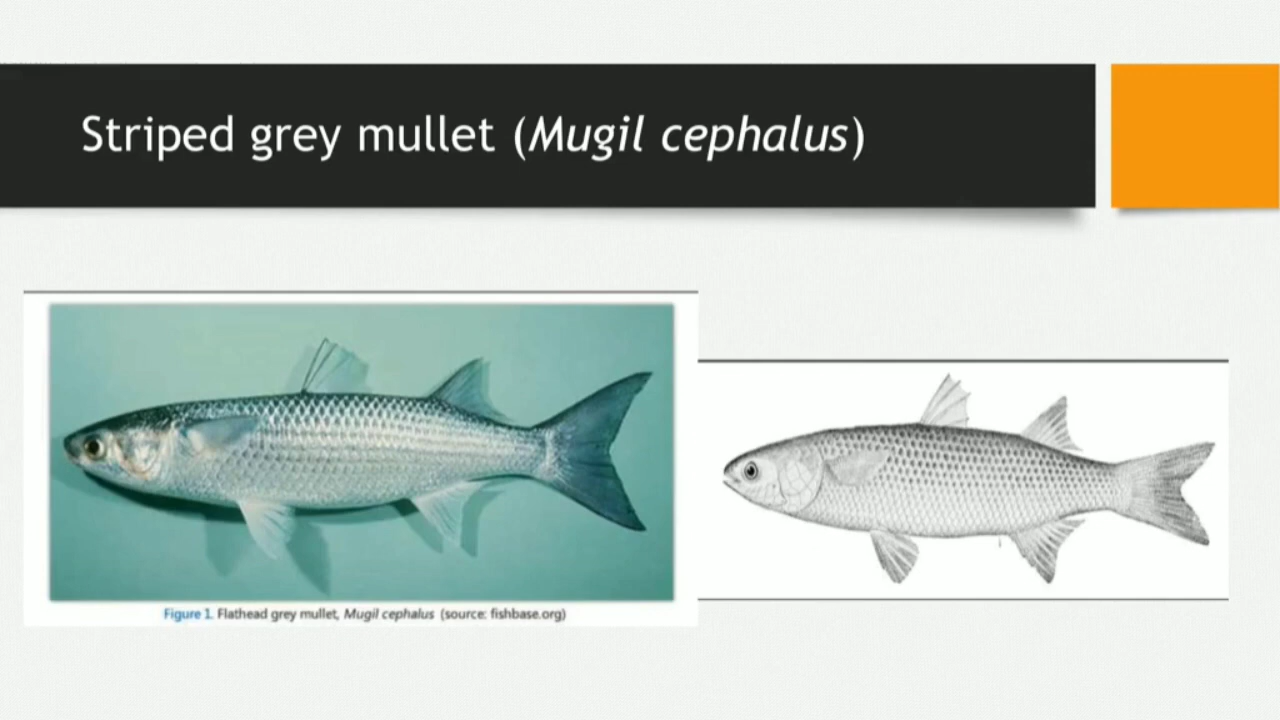 Striped grey mullet (Mugil cephalus)
Figure 1. Flathead grey mullet, Mugil cephalus (source: fishbase.org)